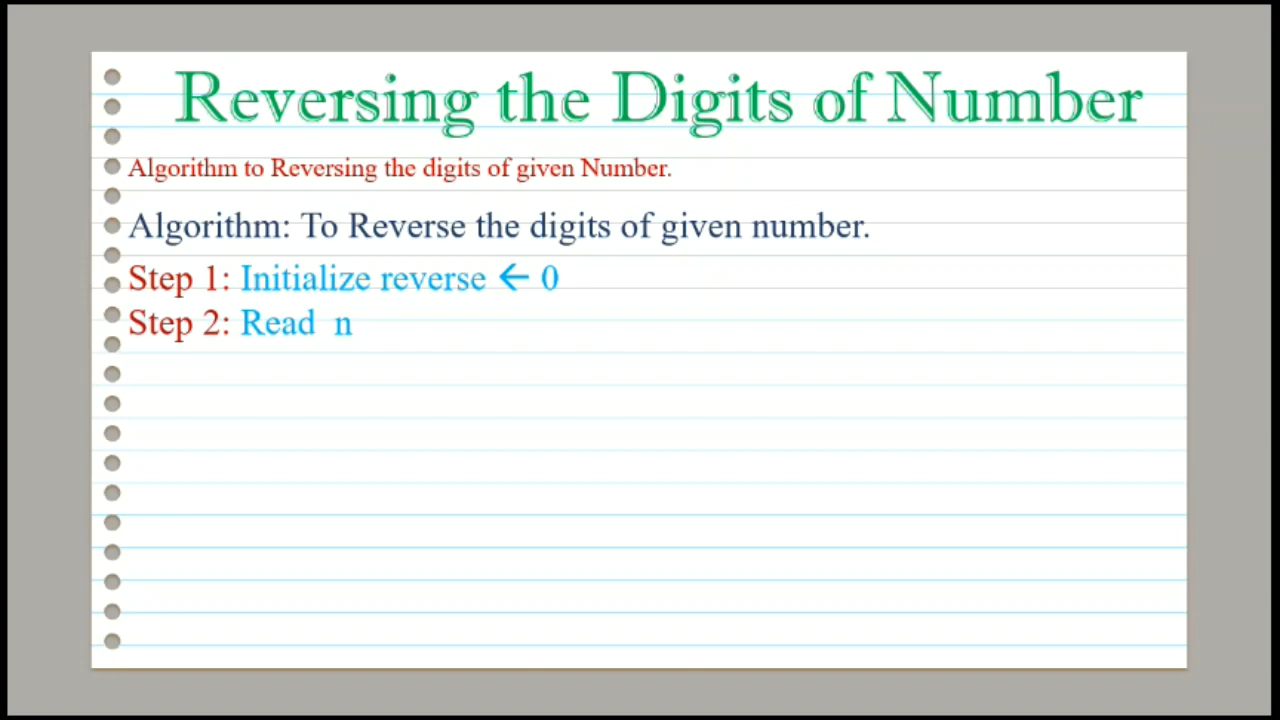 Reversing the Digits of Number
Algorithm to Reversing the digits of given Number.
Algorithm: To Reverse the digits of given number.
Step 1: Initialize reverse ← 0
Step 2: Read n